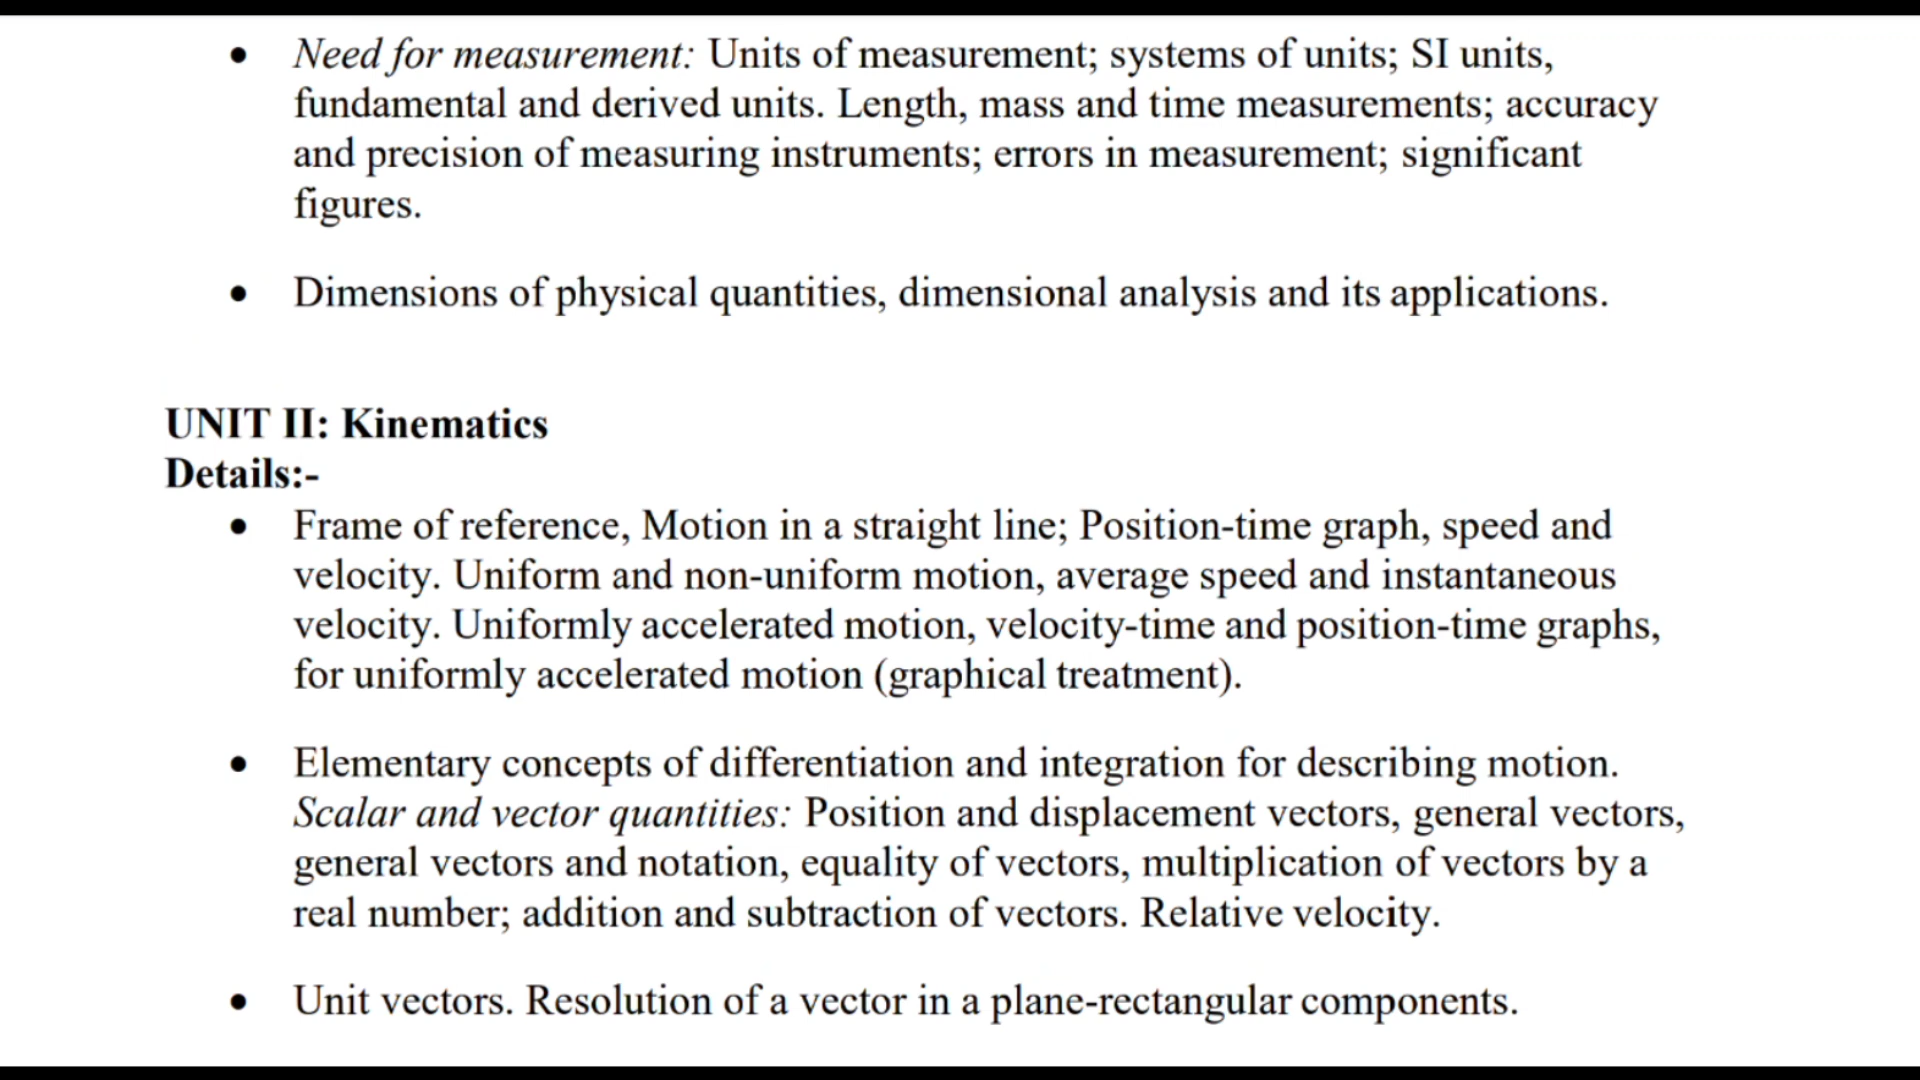 • Need for measurement: Units of measurement; systems of units; SI units,
fundamental and derived units. Length, mass and time measurements; accuracy
and precision of measuring instruments; errors in measurement; significant
figures.
• Dimensions of physical quantities, dimensional analysis and its applications.
UNIT II: Kinematics
Details:-
• Frame of reference, Motion in a straight line; Position-time graph, speed and
velocity. Uniform and non-uniform motion, average speed and instantaneous
velocity. Uniformly accelerated motion, velocity-time and position-time graphs,
for uniformly accelerated motion (graphical treatment).
• Elementary concepts of differentiation and integration for describing motion.
Scalar and vector quantities: Position and displacement vectors, general vectors,
general vectors and notation, equality of vectors, multiplication of vectors by a
real number; addition and subtraction of vectors. Relative velocity.
• Unit vectors. Resolution of a vector in a plane-rectangular components.